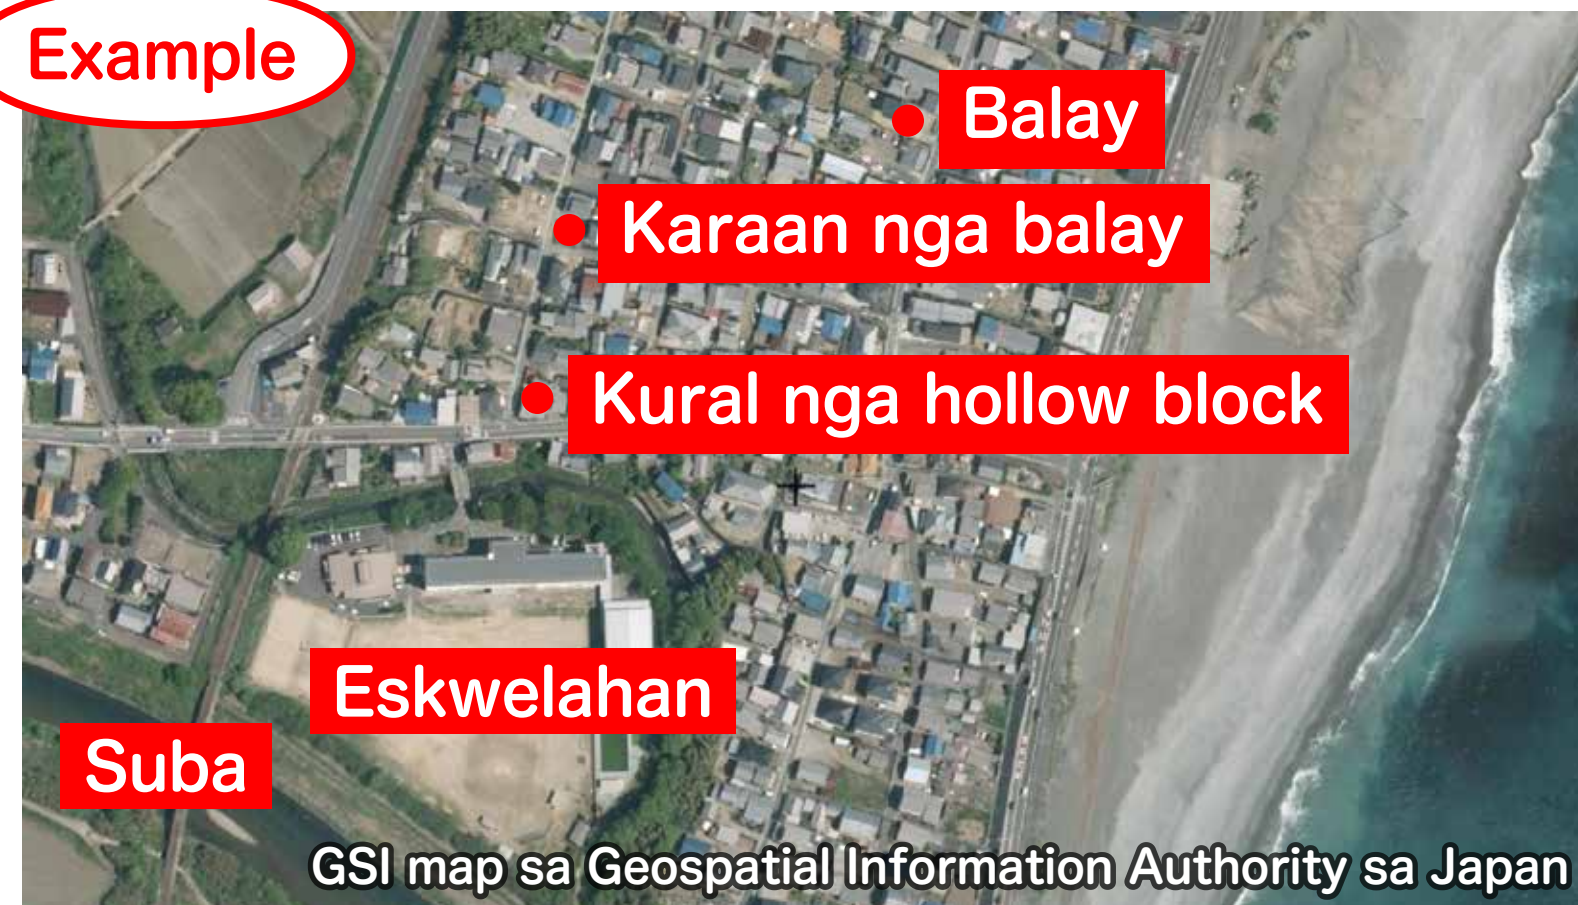 Example
Balay
Karaan nga balay
Kural nga hollow block
Eskwelahan
Suba
GSI map sa Geospatial Information Authority sa Japan